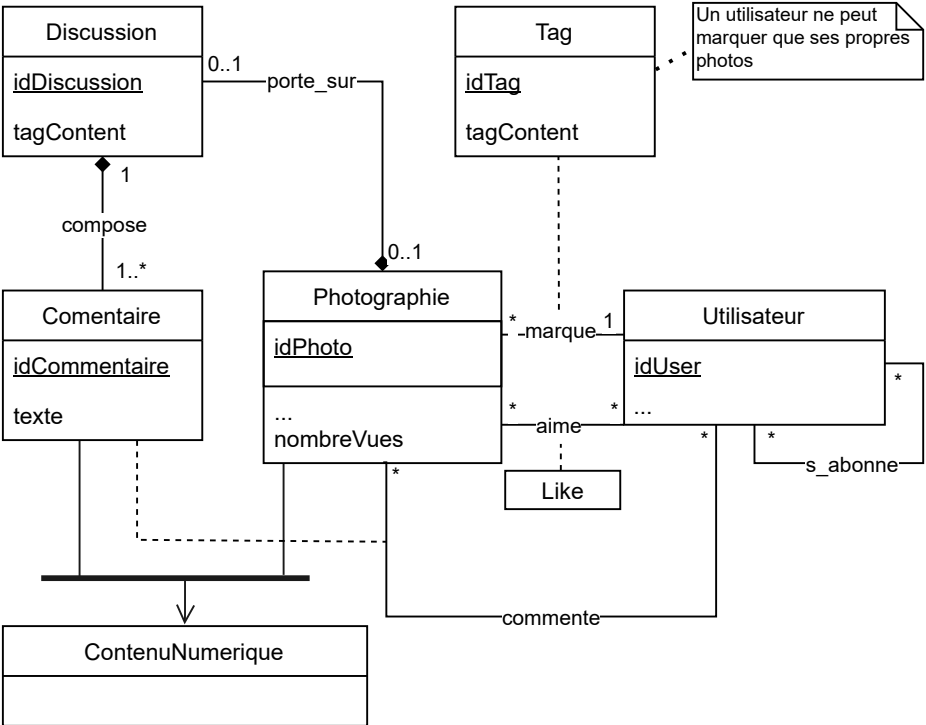 Discussion
idDiscussion
tagContent
0..1
porte_sur
Tag
idTag
tagContent
Un utilisateur ne peut
marquer que ses propres
photos
1
compose
1..*
0..1
Comentaire
idCommentaire
texte
Photographie
idPhoto
...
nombreVues
*
marque
1
*
aime
*
Like
Utilisateur
idUser
...
*
*
s_abonne
*
*
commente
ContenuNumerique